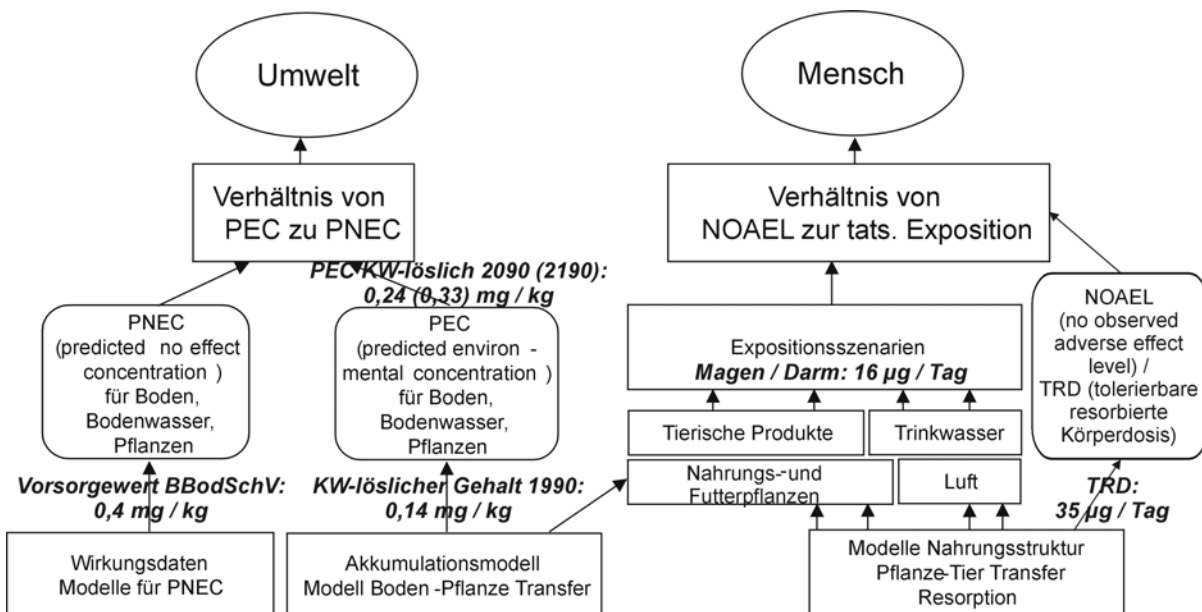 Umwelt
Verhältnis von
PEC zu PNEC
PEC KW-löslich 2090 (2190):
0,24 (0,33) mg / kg
PNEC
(predicted no effect
concentration )
für Boden,
Bodenwasser,
Pflanzen
PEC
(predicted environ -
mental concentration )
für Boden,
Bodenwasser,
Pflanzen
Vorsorgewert BBodSchV:
0,4 mg / kg
KW-löslicher Gehalt 1990:
0,14 mg / kg
Wirkungsdaten
Modelle für PNEC
Akkumulationsmodell
Modell Boden -Pflanze Transfer
Mensch
Verhältnis von
NOAEL zur tats. Exposition
Expositionsszenarien
Magen / Darm: 16 µg / Tag
Tierische Produkte
Trinkwasser
Nahrungs--und
Futterpflanzen
Luft
NOAEL
(no observed
adverse effect
level) /
TRD (tolerierbare
resorbierte
Körperdosis)
TRD:
35 µg / Tag
Modelle Nahrungsstruktur
Pflanze-Tier Transfer
Resorption